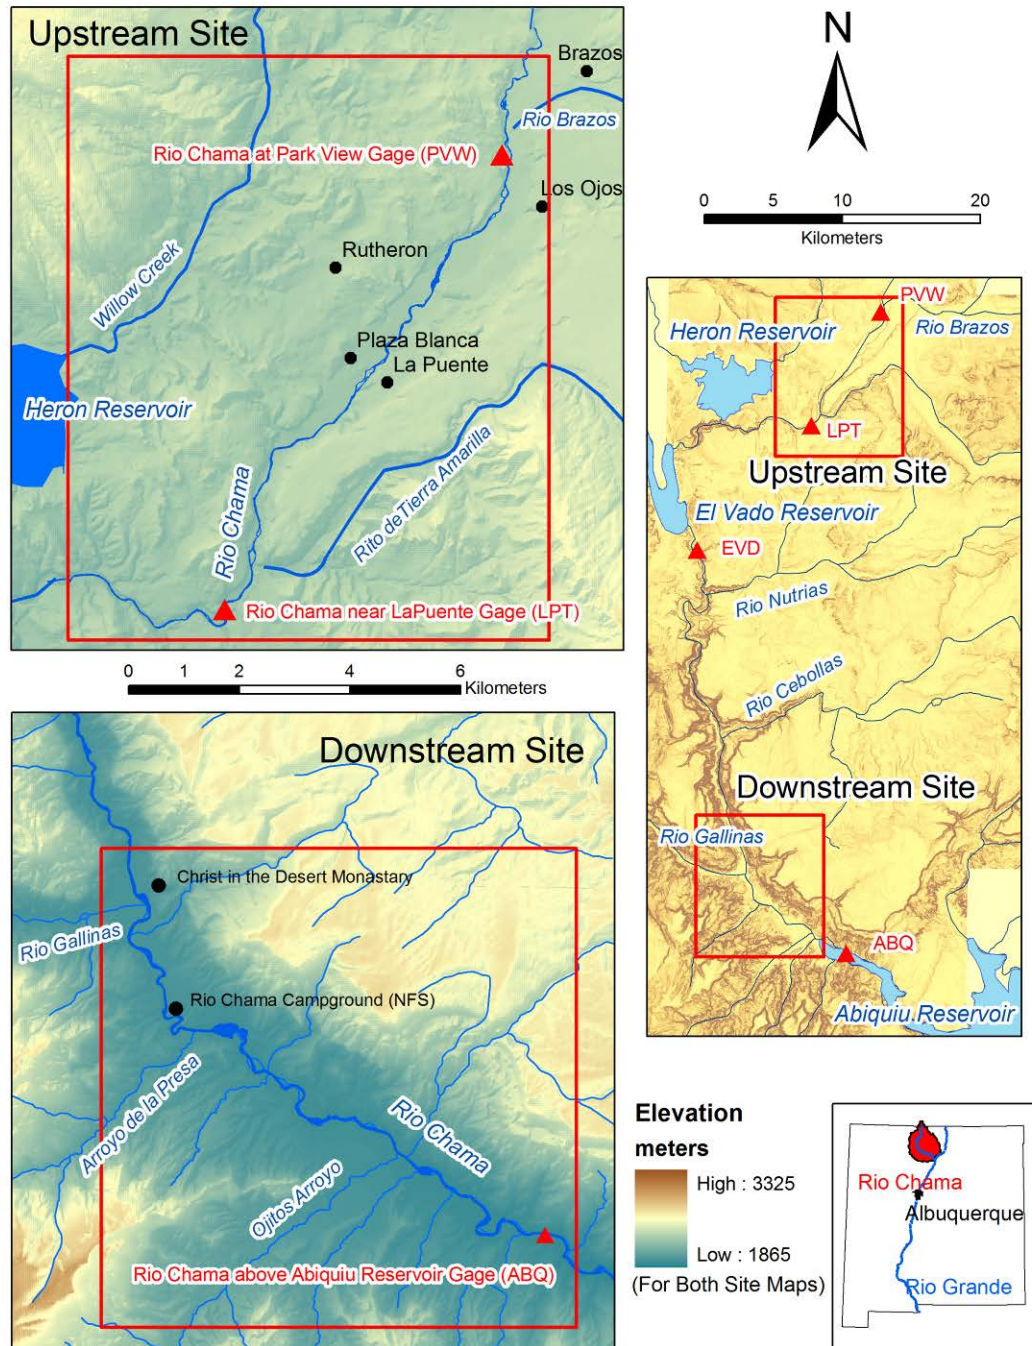 Upstream Site
Brazos
Rio Brazos
Rio Chama at Park View Gage (PVW)
Los Ojos
Rutheron
Willow Creek
Plaza Blanca
La Puente
Heron Reservoir
Rio Chama
Rito deTierra Amarilla
Rio Chama near LaPuente Gage (LPT)
0 1 2 4 6
Kilometers
Downstream Site
Christ in the Desert Monastary
Rio Gallinas
Rio Chama Campground (NFS)
Arroyo de la Presa
Rio Chama
Ojitos Arroyo
Rio Chama above Abiquiu Reservoir Gage (ABQ)
N
0 5 10 20
Kilometers
PVW
Heron Reservoir
Rio Brazos
LPT
Upstream Site
El Vado Reservoir
EVD
Rio Nutrias
Rio Cebollas
Downstream Site
Rio Gallinas
ABQ
Abiquiu Reservoir
Elevation
meters
High : 3325
Low : 1865
(For Both Site Maps)
Rio Chama
Albuquerque
Rio Grande